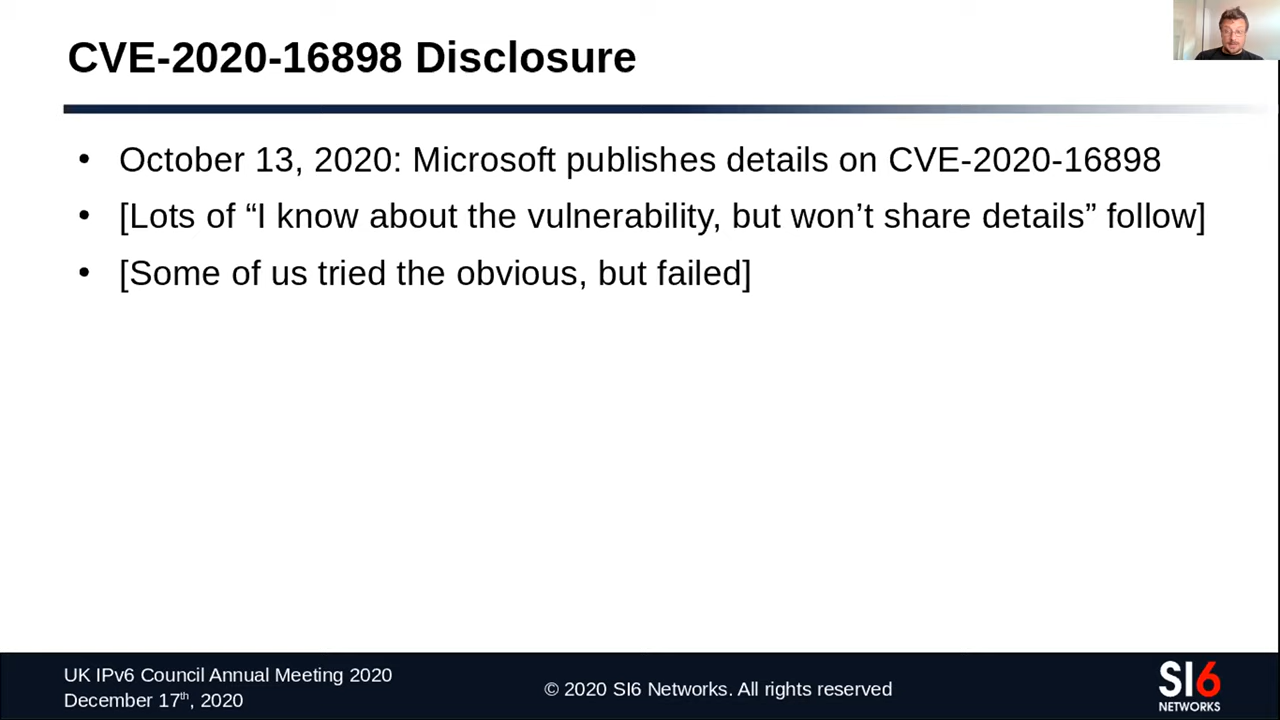 CVE-2020-16898 Disclosure
• October 13, 2020: Microsoft publishes details on CVE-2020-16898
• [Lots of “I know about the vulnerability, but won’t share details” follow]
• [Some of us tried the obvious, but failed]
UK IPv6 Council Annual Meeting 2020
December 17th, 2020
© 2020 SI6 Networks. All rights reserved
SI6
NETWORKS